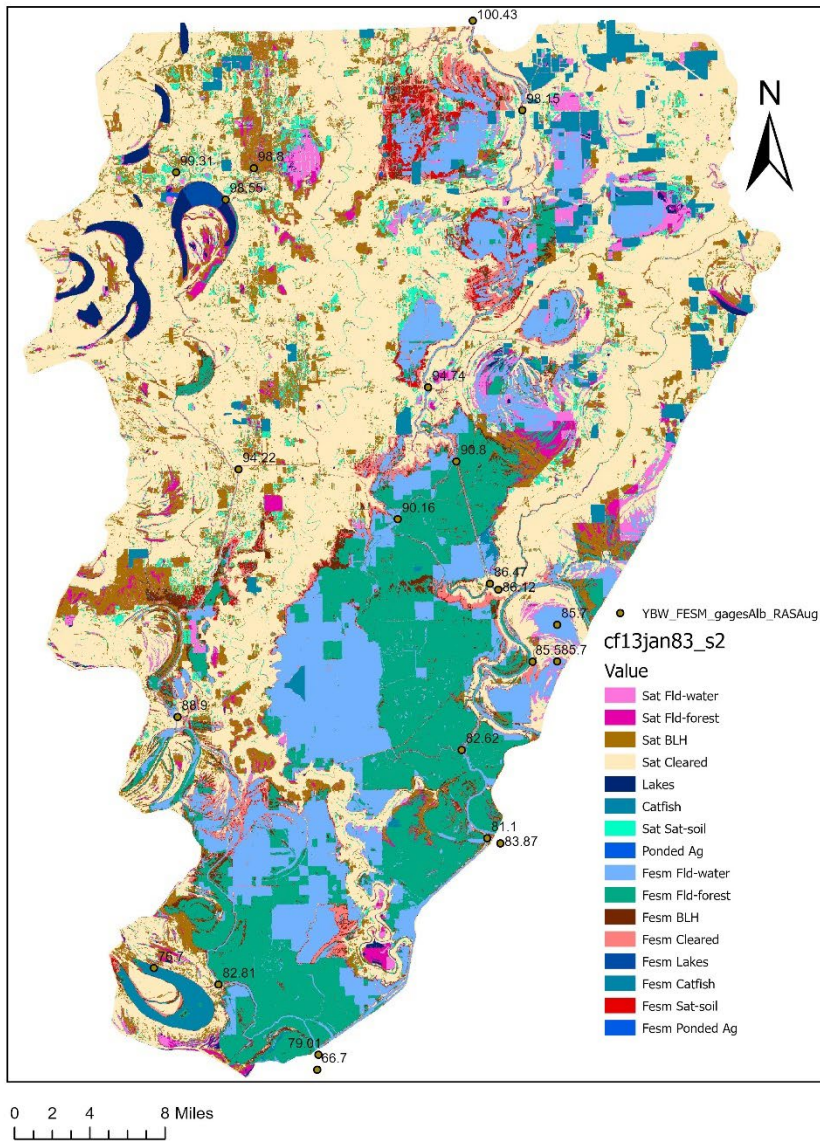 100.43
98.15
N
99.31
98.8
98.55
94.74
94.22
90.8
90.16
86.47
86.12
85.7
YBW_FESM_gagesAlb_RASAug
cf13jan83_s2
85.585.7
Value
Sat Fld-water
Sat Fld-forest
88.9
Sat BLH
82.62
Sat Cleared
Lakes
Catfish
81.1
83.87
Sat Sat-soil
Ponded Ag
Fesm Fld-water
Fesm Fld-forest
Fesm BLH
Fesm Cleared
75.7
82.81
Fesm Lakes
Fesm Catfish
Fesm Sat-soil
Fesm Ponded Ag
79.01
66.7
0 2 4 8 Miles